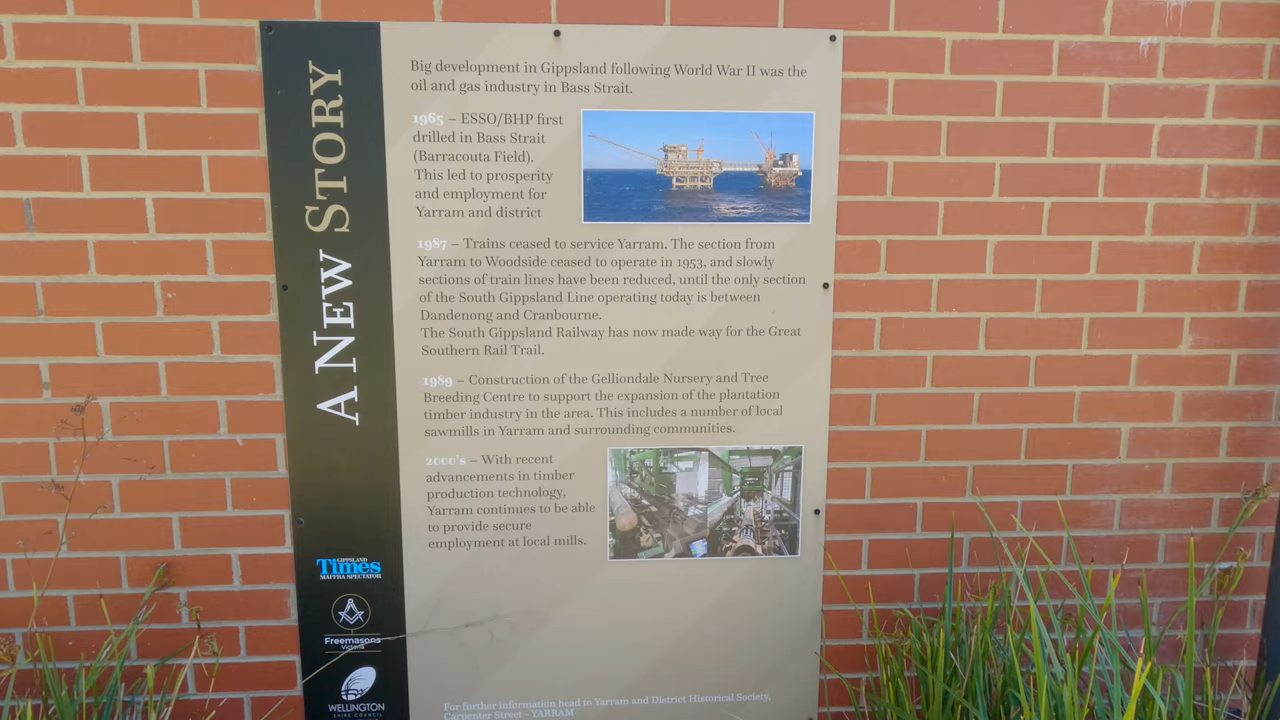 A NEW STORY
Big development in Gippsland following World War II was the
oil and gas industry in Bass Strait.
1965 – ESSO/BHP first
drilled in Bass Strait
(Barracouta Field).
This led to prosperity
and employment for
Yarram and district
1987 – Trains ceased to service Yarram. The section from
Yarram to Woodside ceased to operate in 1953, and slowly
sections of train lines have been reduced, until the only section
of the South Gippsland Line operating today is between
Dandenong and Cranbourne.
The South Gippsland Railway has now made way for the Great
Southern Rail Trail.
1989 – Construction of the Gelliondale Nursery and Tree
Breeding Centre to support the expansion of the plantation
timber industry in the area. This includes a number of local
sawmills in Yarram and surrounding communities.
2000's – With recent
advancements in timber
production technology,
Yarram continues to be able
to provide secure
employment at local mills.
GIPPSLAND
Times
MAFFRA SPECTATOR
Freemasons
Victoria
WELLINGTON
SHIRE COUNCIL
For further information head to Yarram and District Historical Society,
Carpenter Street - YARRAM